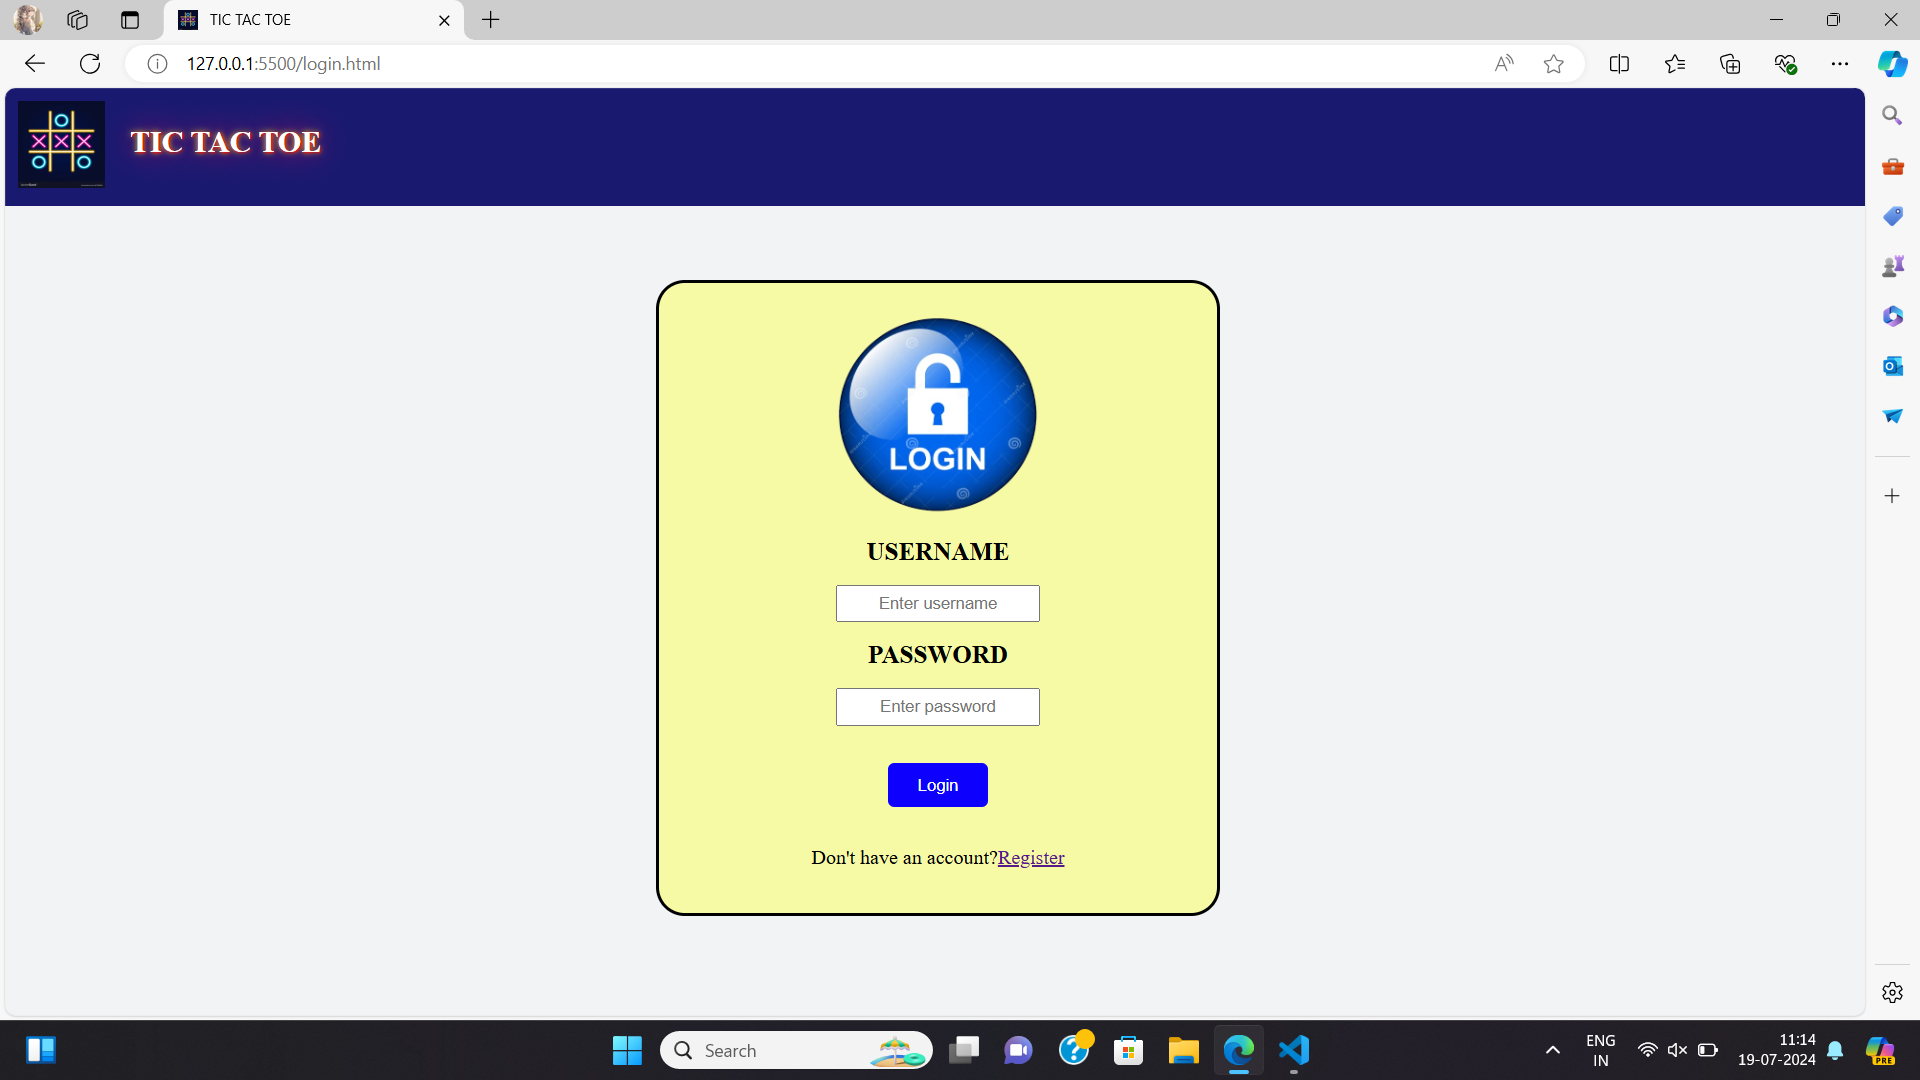 TIC TAC TOE
127.0.0.1:5500/login.html
TIC TAC TOE
LOGIN
USERNAME
Enter username
PASSWORD
Enter password
Login
Don't have an account?Register
Search
ENG
IN
11:14
19-07-2024
PRE